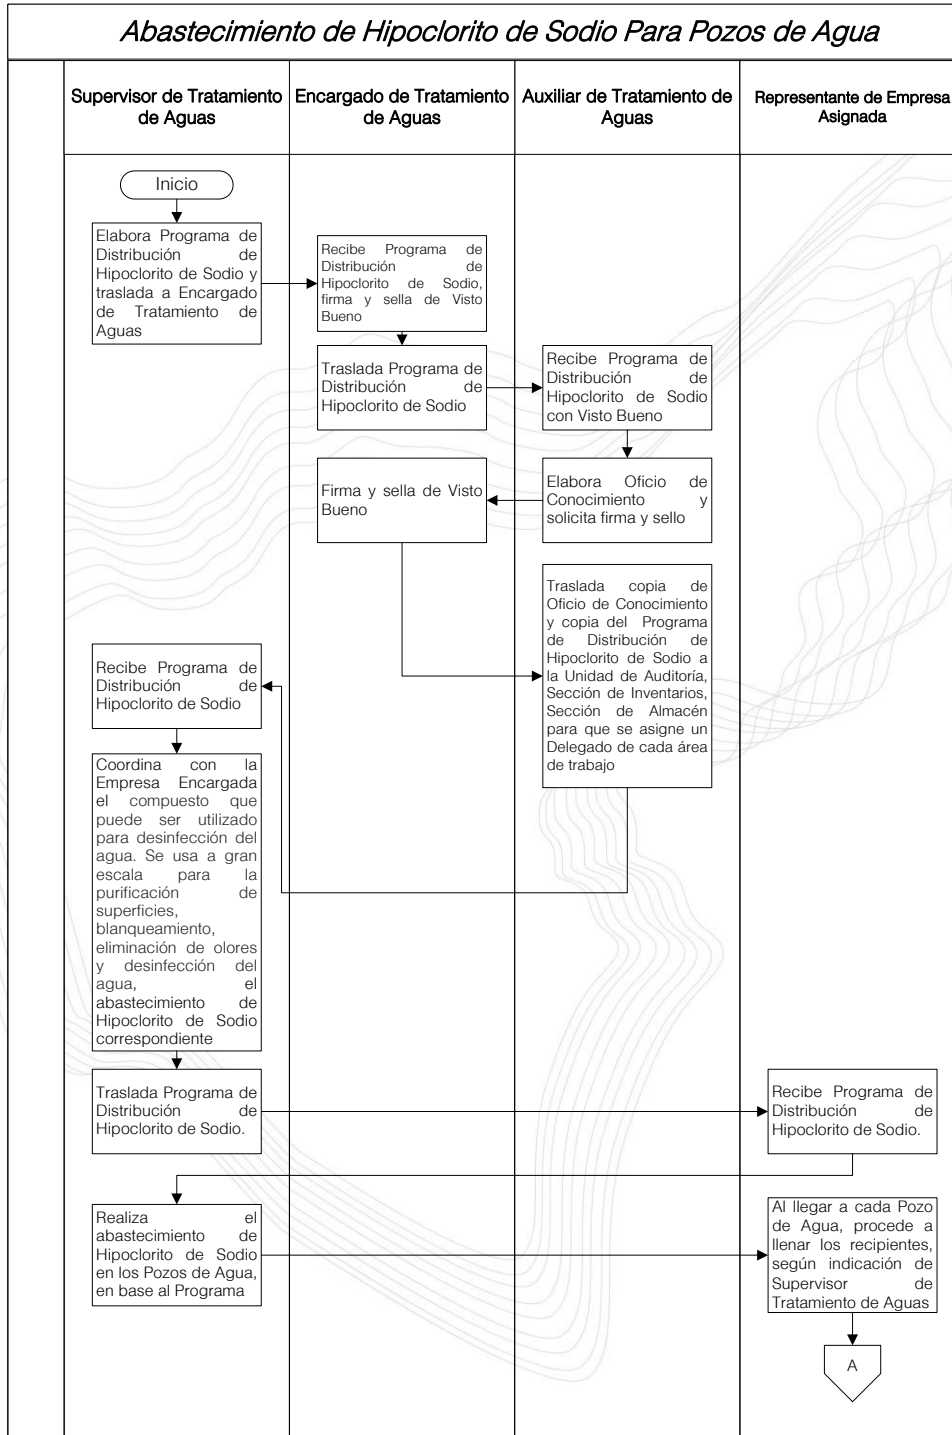 Abastecimiento de Hipoclorito de Sodio Para Pozos de Agua
Supervisor de Tratamiento
de Aguas
Encargado de Tratamiento
de Aguas
Auxiliar de Tratamiento de
Aguas
Representante de Empresa
Asignada
Inicio
Elabora Programa de
Distribución de
Hipoclorito de Sodio y
traslada a Encargado
de Tratamiento de
Aguas
Recibe Programa de
Distribución de
Hipoclorito de Sodio,
firma y sella de Visto
Bueno
Traslada Programa de
Distribución de
Hipoclorito de Sodio
Recibe Programa de
Distribución de
Hipoclorito de Sodio
con Visto Bueno
Elabora Oficio de
Conocimiento y
solicita firma y sello
Firma y sella de Visto
Bueno
Traslada copia de
Oficio de Conocimiento
y copia del Programa
de Distribución de
Hipoclorito de Sodio a
la Unidad de Auditoría,
Sección de Inventarios,
Sección de Almacén
para que se asigne un
Delegado de cada área
de trabajo
Recibe Programa de
Distribución de
Hipoclorito de Sodio
Coordina con la
Empresa Encargada
el compuesto que
puede ser utilizado
para desinfección del
agua. Se usa a gran
escala para la
purificación de
superficies,
blanqueamiento,
eliminación de olores
y desinfección del
agua, el
abastecimiento de
Hipoclorito de Sodio
correspondiente
Traslada Programa de
Distribución de
Hipoclorito de Sodio.
Recibe Programa de
Distribución de
Hipoclorito de Sodio.
Realiza el
abastecimiento de
Hipoclorito de Sodio
en los Pozos de Agua,
en base al Programa
Al llegar a cada Pozo
de Agua, procede a
llenar los recipientes,
según indicación de
Supervisor de
Tratamiento de Aguas
A